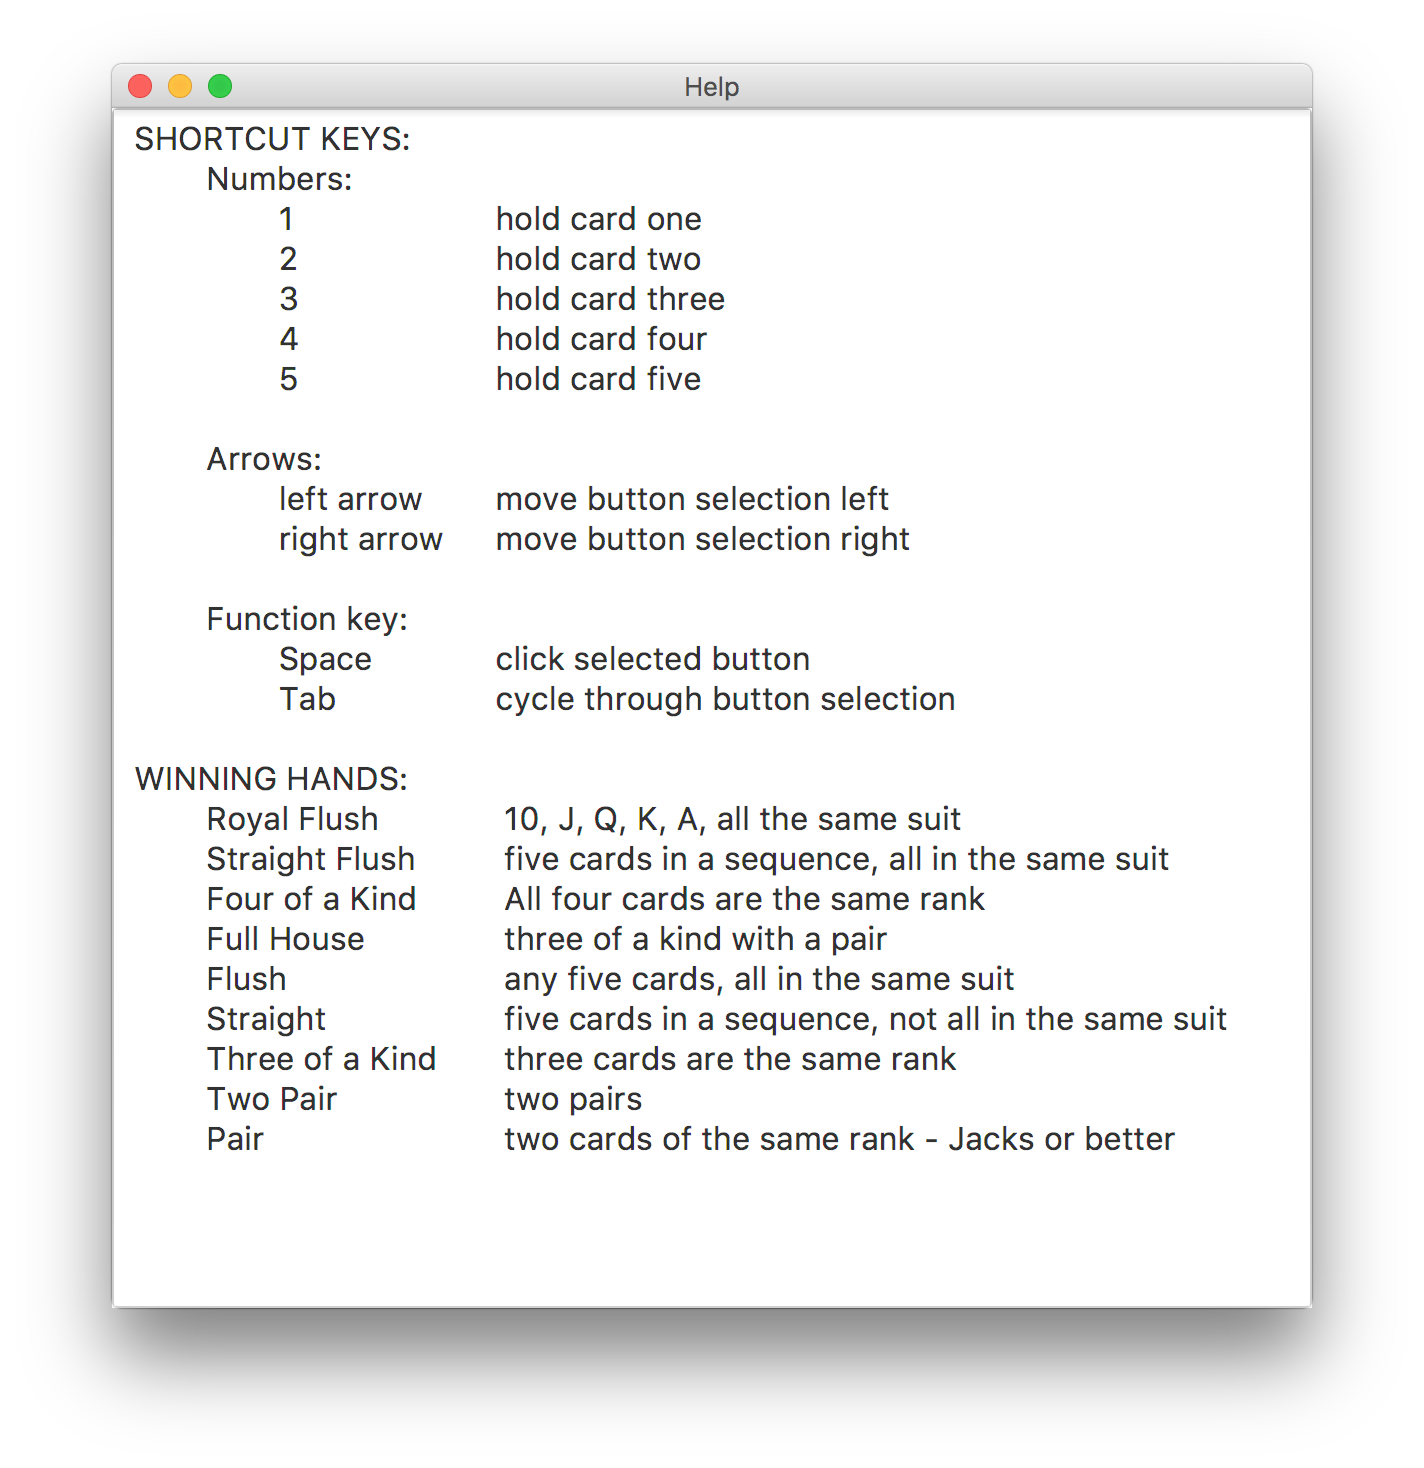 Help
SHORTCUT KEYS:
Numbers:
1 hold card one
2 hold card two
3 hold card three
4 hold card four
5 hold card five
Arrows:
left arrow move button selection left
right arrow move button selection right
Function key:
Space click selected button
Tab cycle through button selection
WINNING HANDS:
Royal Flush 10, J, Q, K, A, all the same suit
Straight Flush five cards in a sequence, all in the same suit
Four of a Kind All four cards are the same rank
Full House three of a kind with a pair
Flush any five cards, all in the same suit
Straight five cards in a sequence, not all in the same suit
Three of a Kind three cards are the same rank
Two Pair two pairs
Pair two cards of the same rank - Jacks or better